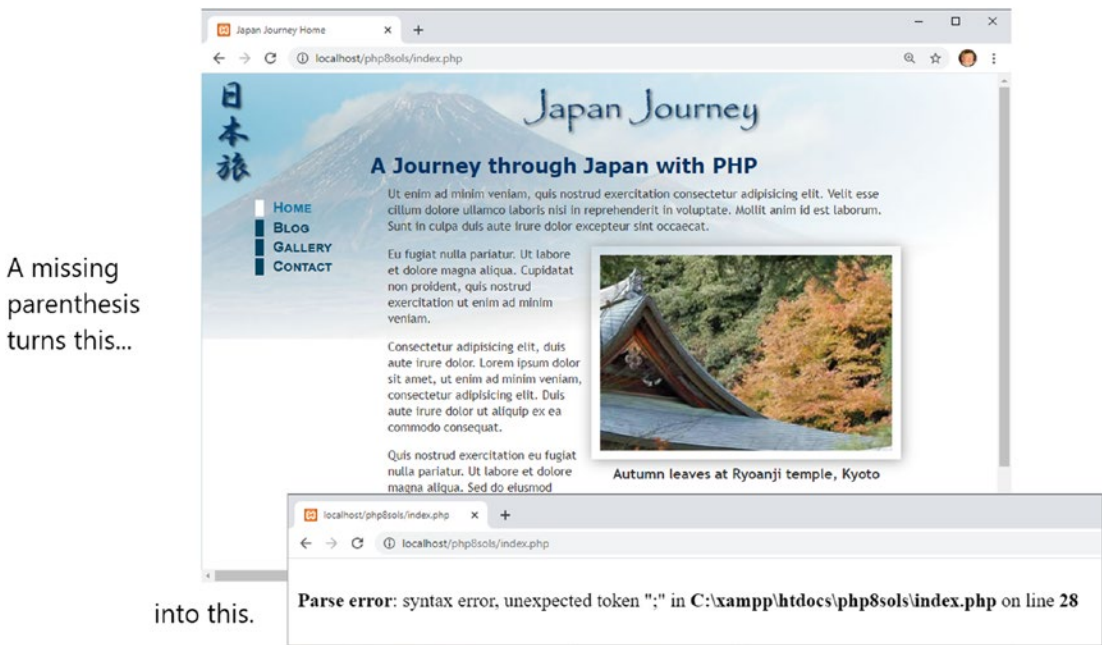 Japan Journey Home
localhost/php8sols/index.php
日
本
旅
Japan Journey
A Journey through Japan with PHP
Ut enim ad minim veniam, quis nostrud exercitation consectetur adipisicing elit. Velit esse
cillum dolore ullamco laboris nisi in reprehenderit in voluptate. Mollit anim id est laborum.
Sunt in culpa duis aute irure dolor excepteur sint occaecat.
HOME
BLOG
GALLERY
CONTACT
Eu fugiat nulla pariatur. Ut labore
et dolore magna aliqua. Cupidatat
non proident, quis nostrud
exercitation ut enim ad minim
veniam.
Consectetur adipisicing elit, duis
aute irure dolor. Lorem ipsum dolor
sit amet, ut enim ad minim veniam,
consectetur adipisicing elit. Duis
aute irure dolor ut aliquip ex ea
commodo consequat.
Quis nostrud exercitation eu fugiat
nulla pariatur. Ut labore et dolore
magna aliqua. Sed do eiusmod
Autumn leaves at Ryoanji temple, Kyoto
A missing
parenthesis
turns this...
localhost/php8sols/index.php
localhost/php8sols/index.php
Parse error: syntax error, unexpected token ";" in C:\xampp\htdocs\php8sols\index.php on line 28
into this.